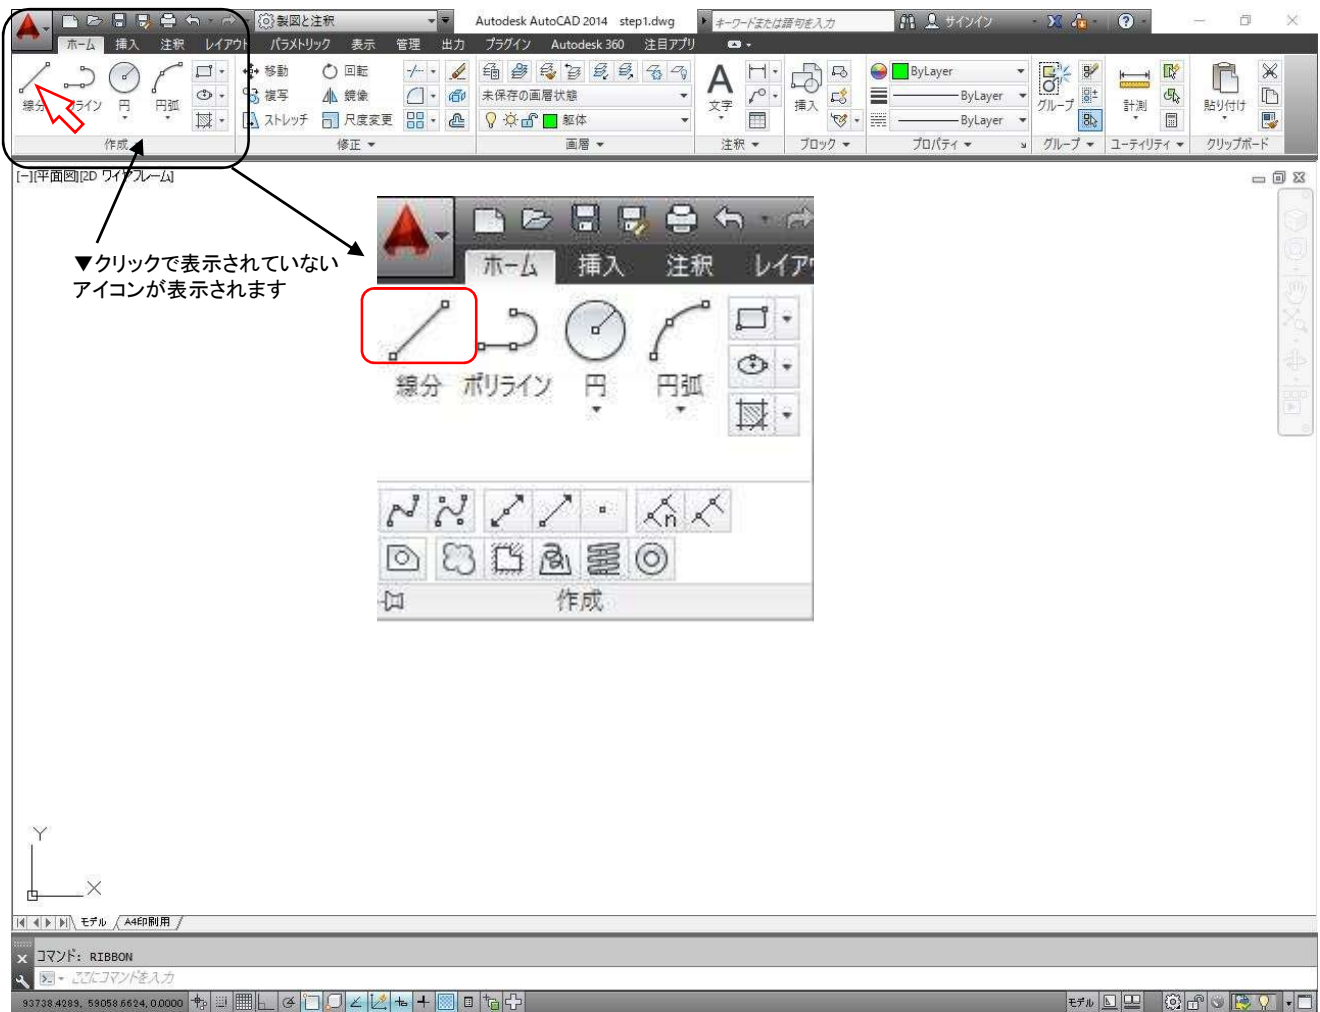 製図と注釈
Autodesk AutoCAD 2014 step1.dwg
キーワードまたは語句を入力
サインイン
ホーム 挿入 注釈 レイアウト パラメトリック 表示 管理 出力 プラグイン Autodesk 360 注目アプリ
移動 回転
複写 鏡像
ストレッチ 尺度変更
線分 ポリライン 円 円弧
未保存の画層状態
躯体
文字 挿入
ByLayer
ByLayer
ByLayer
グループ 計測 貼り付け
作成 修正 画層 注釈 ブロック プロパティ グループ ユーティリティ クリップボード
[-][平面図][2D ワイヤフレーム]
▼クリックで表示されていない
アイコンが表示されます
ホーム 挿入 注釈 レイア
線分 ポリライン 円 円弧
作成
Y
X
モデル A4印刷用
コマンド: RIBBON
ここにコマンドを入力
93738.4289, 59058.6624, 0.0000
モデル